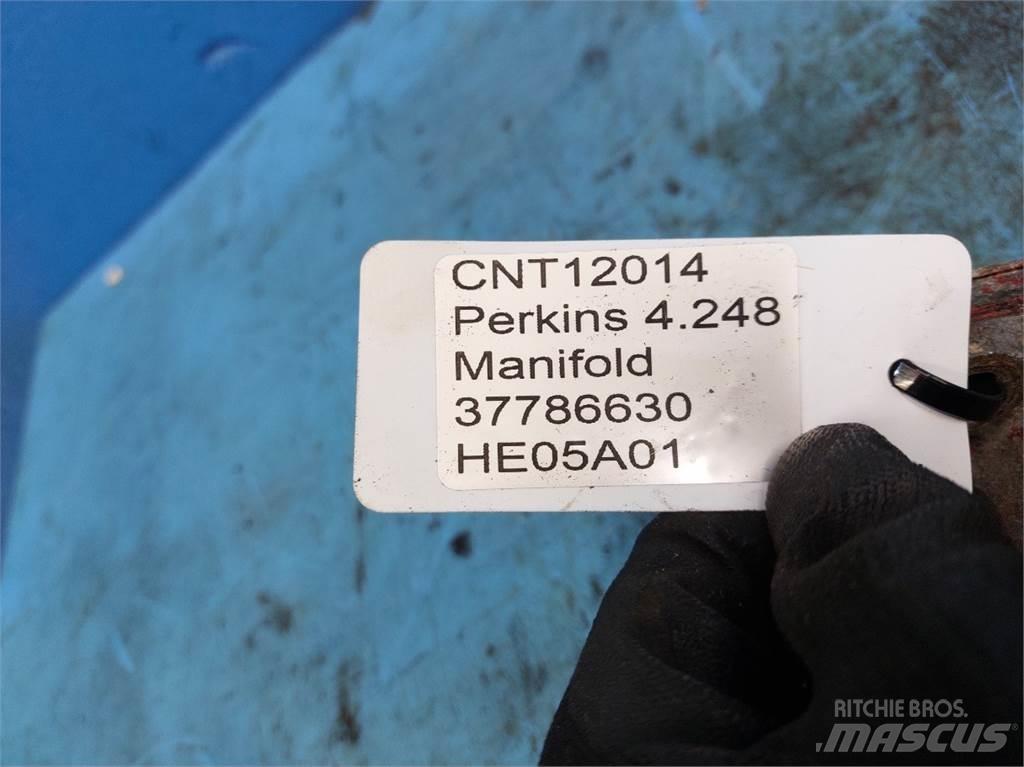 CNT12014
Perkins 4.248
Manifold
37786630
HE05A01
RITCHIE BROS.
MASCUS